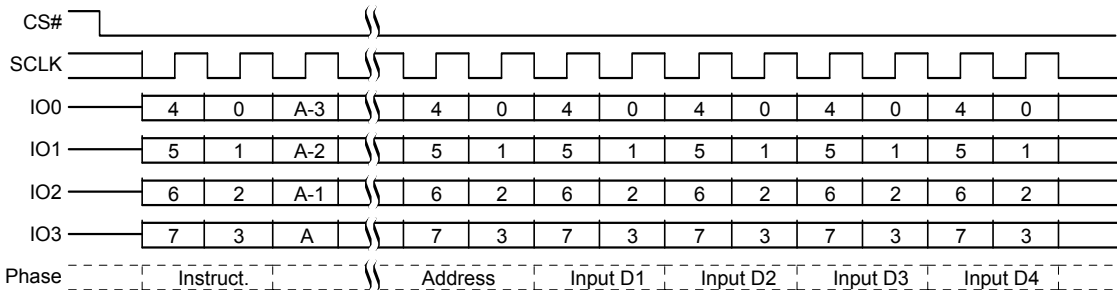 CS#
SCLK
IO0 4 0 A-3 4 0 4 0 4 0 4 0 4 0
IO1 5 1 A-2 5 1 5 1 5 1 5 1 5 1
IO2 6 2 A-1 6 2 6 2 6 2 6 2 6 2
IO3 7 3 A 7 3 7 3 7 3 7 3 7 3
Phase Instruct. Address Input D1 Input D2 Input D3 Input D4